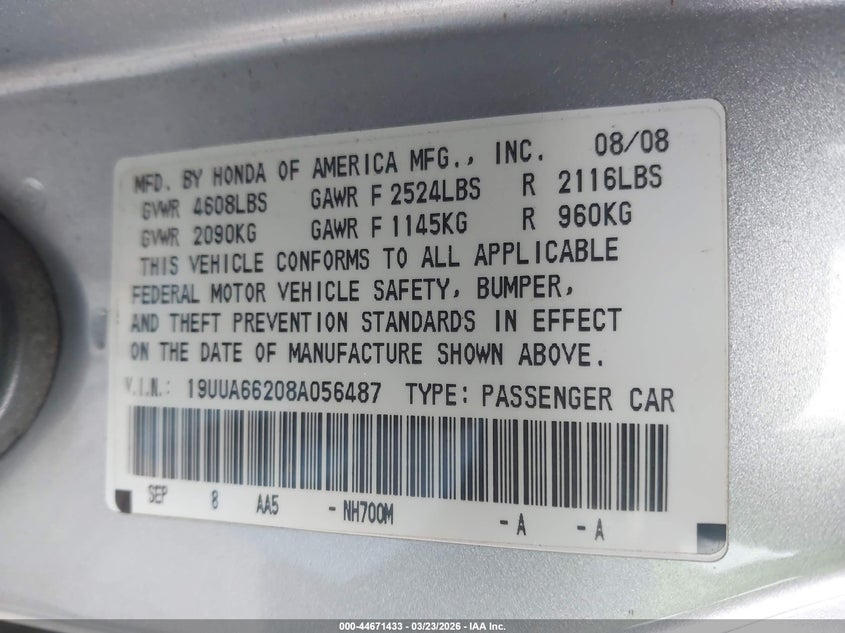 MFD. BY HONDA OF AMERICA MFG., INC. 08/08
GVWR 4608LBS GAWR F 2524LBS R 2116LBS
GVWR 2090KG GAWR F 1145KG R 960KG
THIS VEHICLE CONFORMS TO ALL APPLICABLE
FEDERAL MOTOR VEHICLE SAFETY, BUMPER,
AND THEFT PREVENTION STANDARDS IN EFFECT
ON THE DATE OF MANUFACTURE SHOWN ABOVE.
V.I.N.: 19UUA66208A056487 TYPE: PASSENGER CAR
SEP 8 AA5 - NH700M - A - A
000-44671433 - 03/23/2026 - IAA Inc.